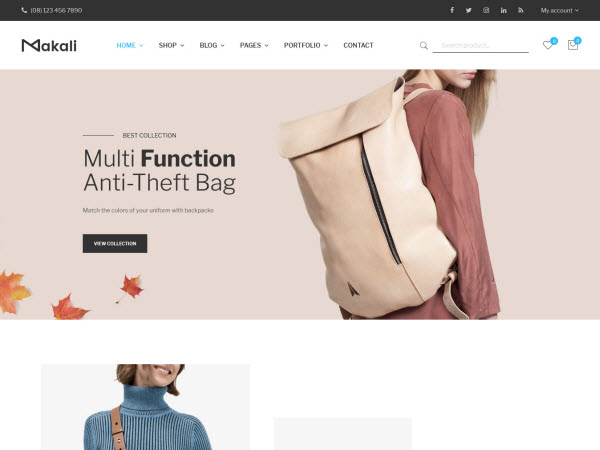 (08) 123 456 7890
My account
Makali
HOME
SHOP
BLOG
PAGES
PORTFOLIO
CONTACT
Search product...
0
0
BEST COLLECTION
Multi Function
Anti-Theft Bag
Match the colors of your uniform with backpacks
VIEW COLLECTION